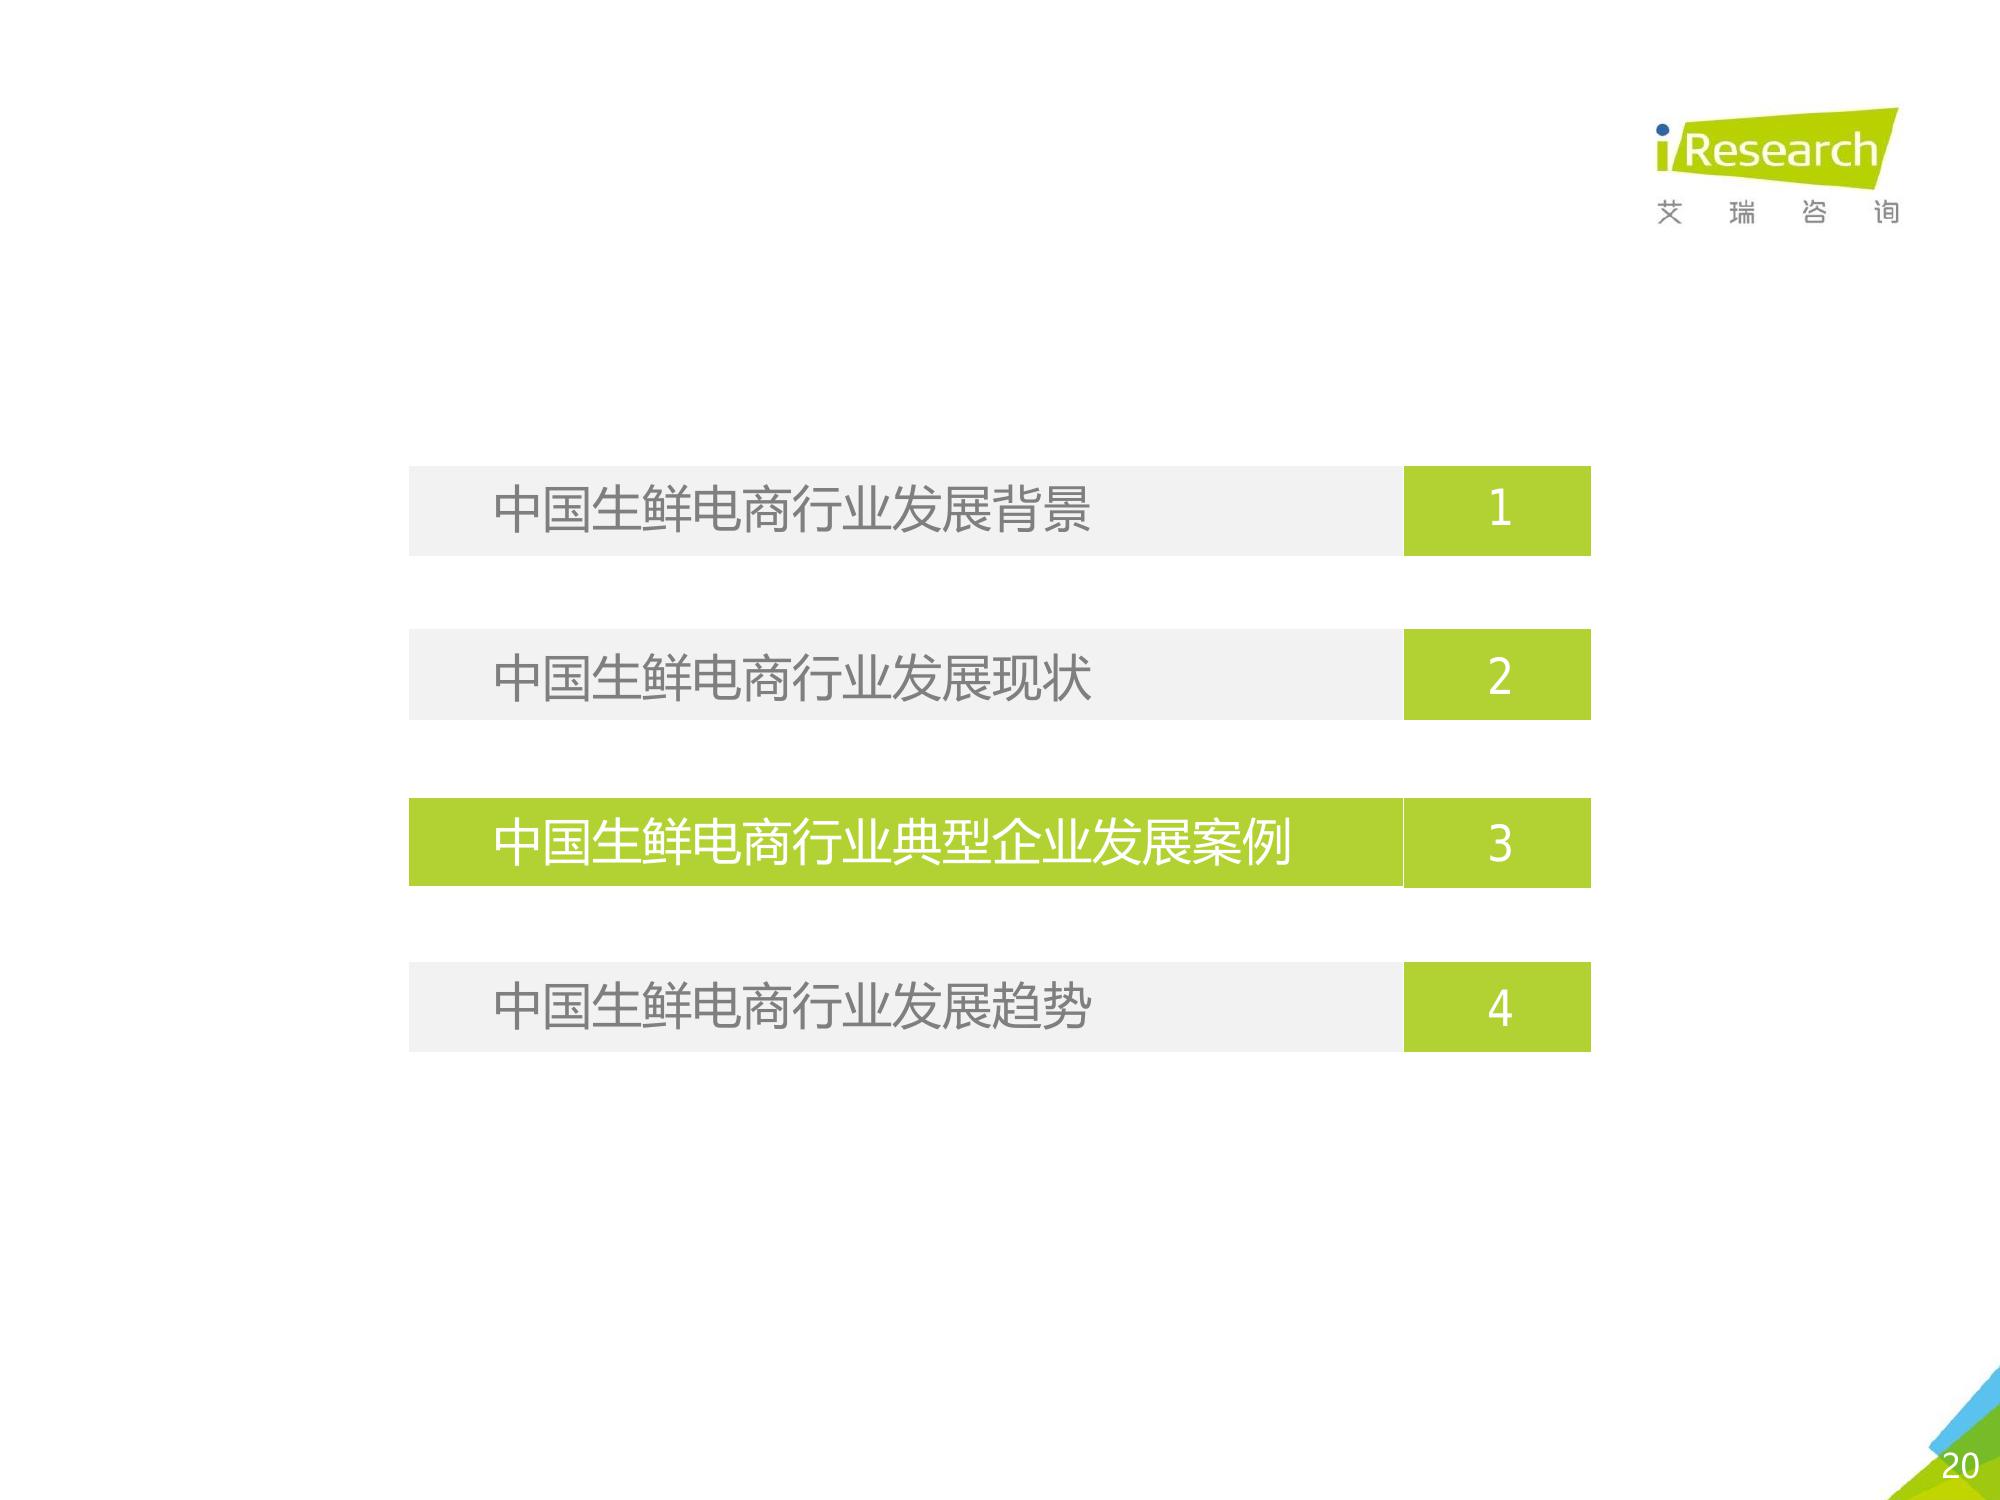 iResearch
艾瑞咨询
中国生鲜电商行业发展背景 1
中国生鲜电商行业发展现状 2
中国生鲜电商行业典型企业发展案例 3
中国生鲜电商行业发展趋势 4
20